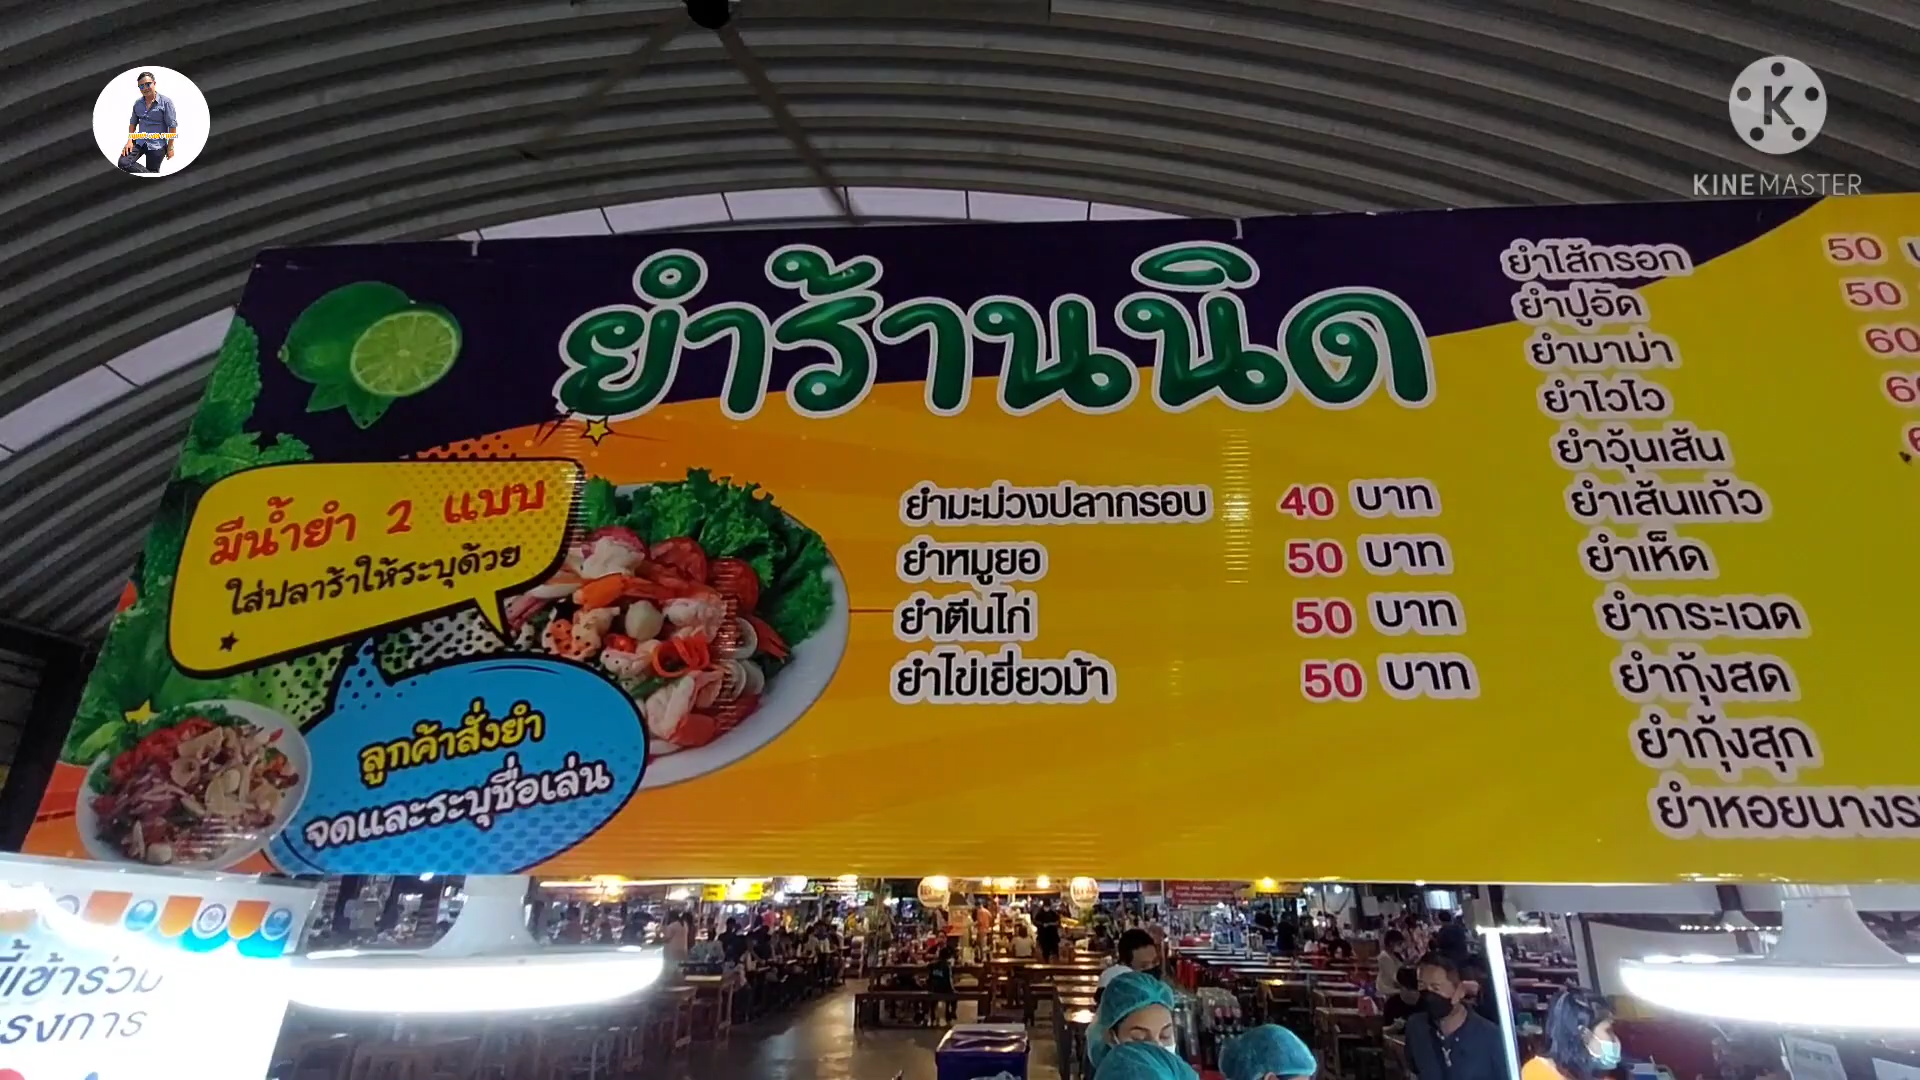 KINEMASTER
ยำร้านนิด
มีน้ำยำ 2 แบบ
ใส่ปลาร้าให้ระบุด้วย
ลูกค้าสั่งยำ
จดและระบุชื่อเล่น
ยำมะม่วงปลากรอบ 40 บาท
ยำหมูยอ 50 บาท
ยำตีนไก่ 50 บาท
ยำไข่เยี่ยวม้า 50 บาท
ยำไส้กรอก 50
ยำปูอัด 50
ยำมาม่า 60
ยำไวไว
ยำวุ้นเส้น
ยำเส้นแก้ว
ยำเห็ด
ยำกระเฉด
ยำกุ้งสด
ยำกุ้งสุก
ยำหอยนางร
เข้าร่วม